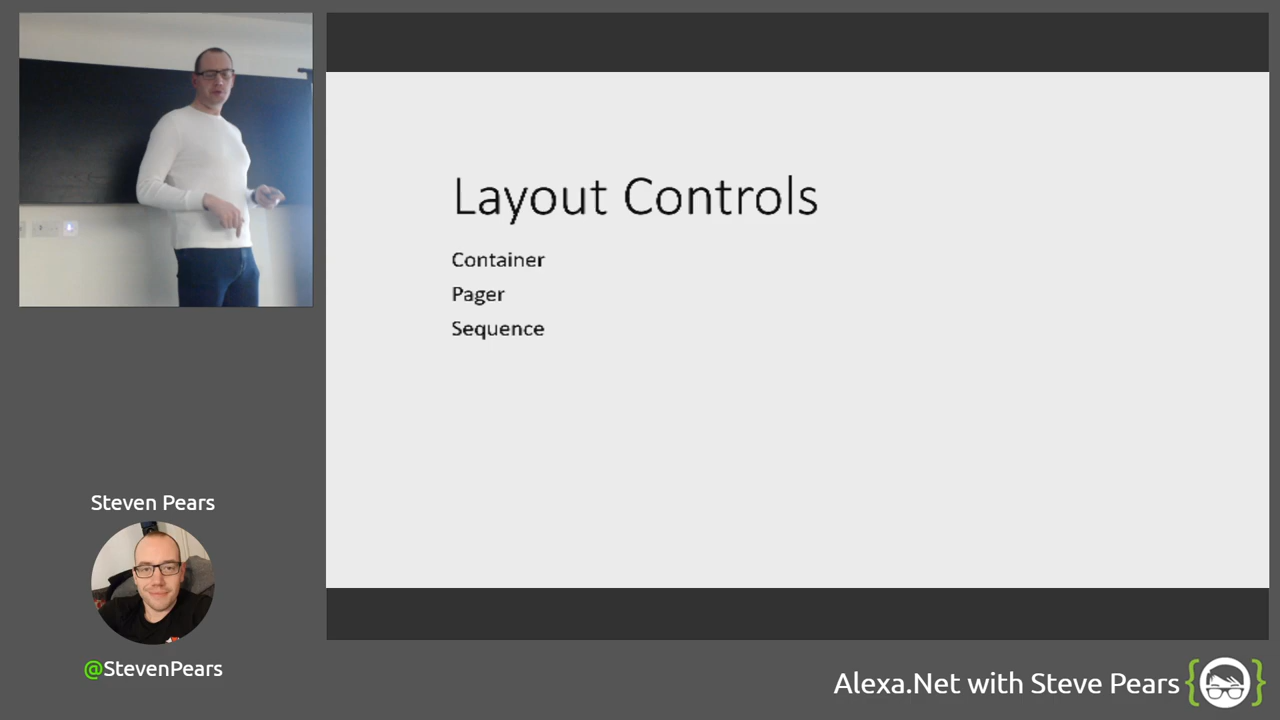 Layout Controls
Container
Pager
Sequence
Steven Pears
@StevenPears
Alexa.Net with Steve Pears